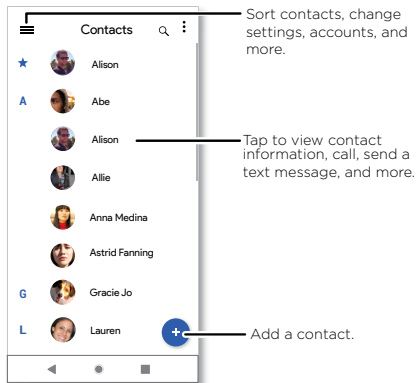 Contacts
Sort contacts, change
settings, accounts, and
more.
Alison
A
Abe
Alison
Tap to view contact
information, call, send a
text message, and more.
Allie
Anna Medina
Astrid Fanning
G
Gracie Jo
L
Lauren
+
Add a contact.